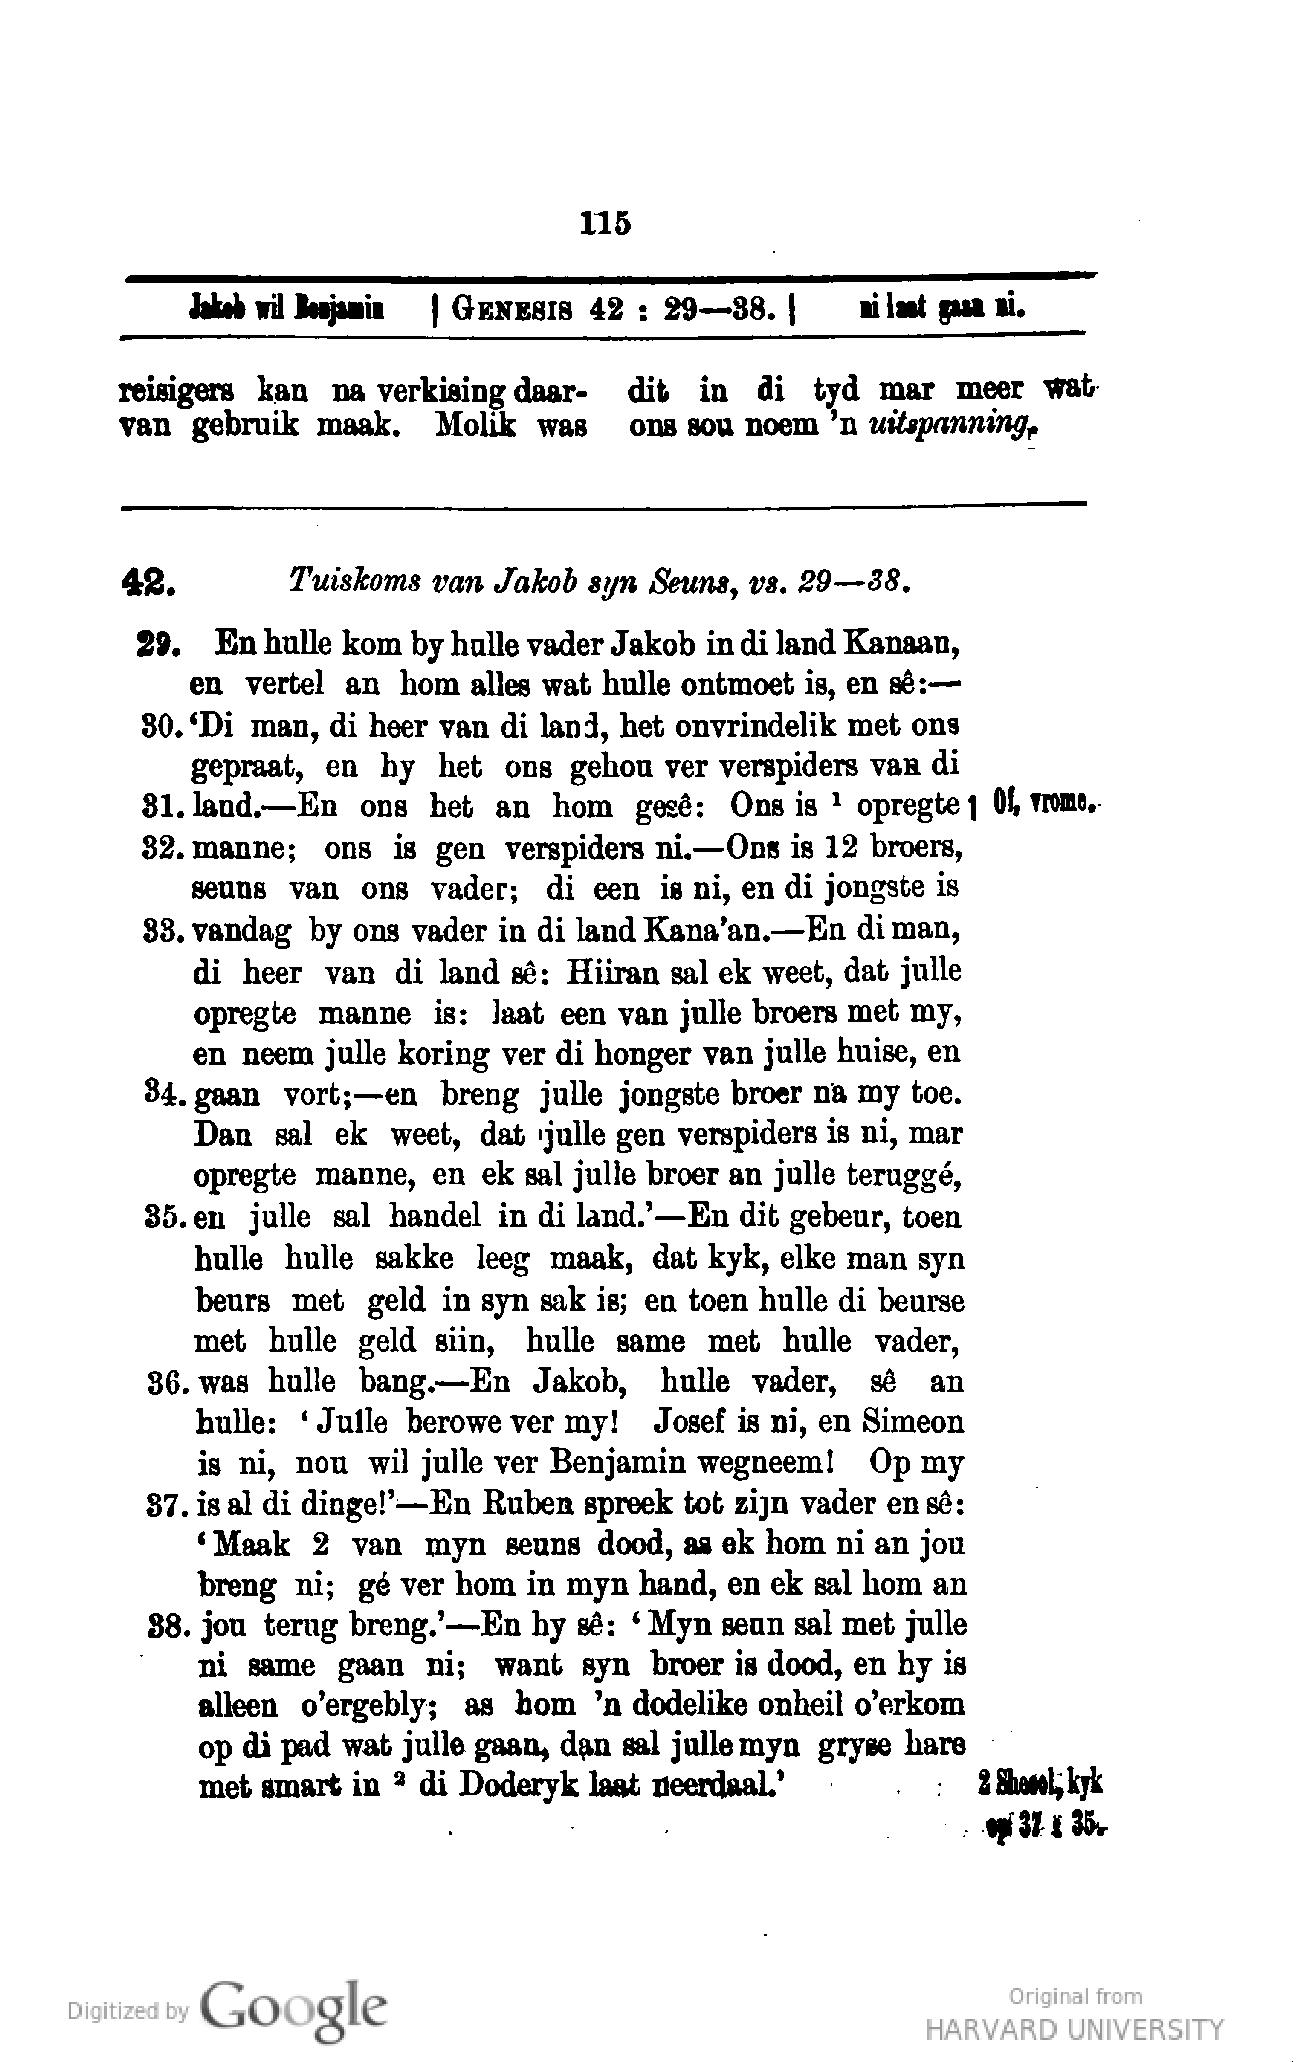 115
Jakob wil Benjamin | GENESIS 42 : 29—38. | ni laat gaan ni.
reisigers kan na verkising daar-
van gebruik maak. Molik was
dit in di tyd mar meer wat
ons sou noem 'n uitspanning.
42. Tuiskoms van Jakob syn Seuns, vs. 29—38.
29. En hulle kom by hulle vader Jakob in di land Kanaan,
en vertel an hom alles wat hulle ontmoet is, en sê:—
30. ‘Di man, di heer van di land, het onvrindelik met ons
gepraat, en hy het ons gehou ver verspiders van di
31. land.—En ons het an hom gesê: Ons is ¹ opregte 1 Of, vrome.
32. manne; ons is gen verspiders ni.—Ons is 12 broers,
seuns van ons vader; di een is ni, en di jongste is
33. vandag by ons vader in di land Kana'an.—En di man,
di heer van di land sê: Hiiran sal ek weet, dat julle
opregte manne is: laat een van julle broers met my,
en neem julle koring ver di honger van julle huise, en
34. gaan vort;—en breng julle jongste broer na my toe.
Dan sal ek weet, dat julle gen verspiders is ni, mar
opregte manne, en ek sal julle broer an julle teruggé,
35. en julle sal handel in di land.’—En dit gebeur, toen
hulle hulle sakke leeg maak, dat kyk, elke man syn
beurs met geld in syn sak is; en toen hulle di beurse
met hulle geld siin, hulle same met hulle vader,
36. was hulle bang.—En Jakob, hulle vader, sê an
hulle: ‘ Julle berowe ver my! Josef is ni, en Simeon
is ni, nou wil julle ver Benjamin wegneem! Op my
37. is al di dinge!’—En Ruben spreek tot zijn vader en sê:
‘ Maak 2 van myn seuns dood, as ek hom ni an jou
breng ni; gé ver hom in myn hand, en ek sal hom an
38. jou terug breng.’—En hy sê: ‘ Myn seun sal met julle
ni same gaan ni; want syn broer is dood, en hy is
alleen o'ergebly; as hom 'n dodelike onheil o'erkom
op di pad wat julle gaan, dan sal julle myn gryse hare
met smart in ² di Doderyk laat neerdaal.’ 2 Sheool, kyk
op 37 : 35.
Digitized by Google
Original from
HARVARD UNIVERSITY